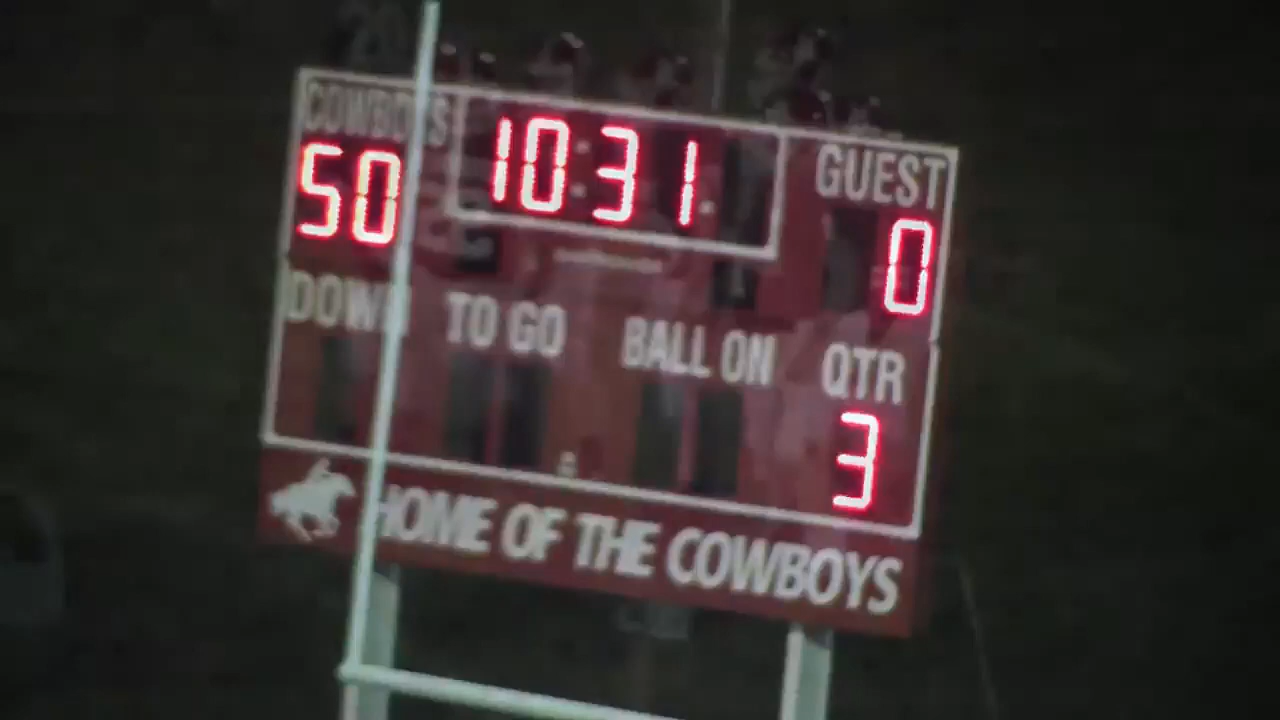 COWBOYS 10:31 GUEST
50 0
DOWN TO GO BALL ON QTR
3
HOME OF THE COWBOYS